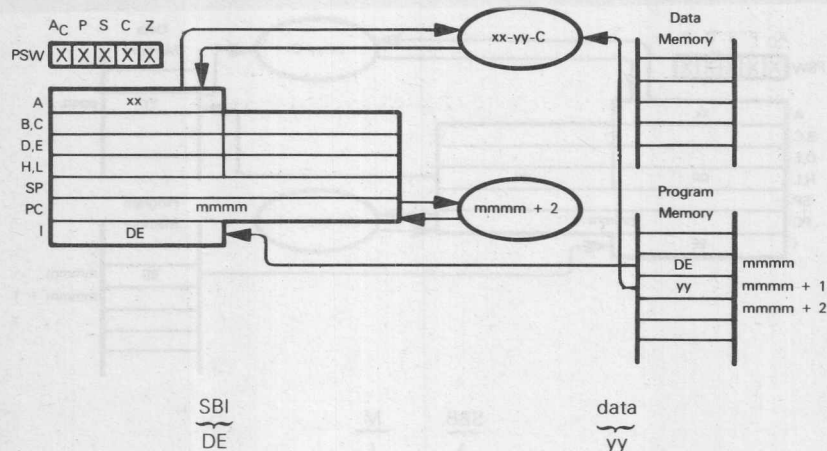 A_C P S C Z
PSW X X X X X
xx-yy-C
Data
Memory
A xx
B,C
D,E
H,L
SP
PC mmmm
I DE
mmmm + 2
Program
Memory
DE mmmm
yy mmmm + 1
mmmm + 2
SBI data
DE yy